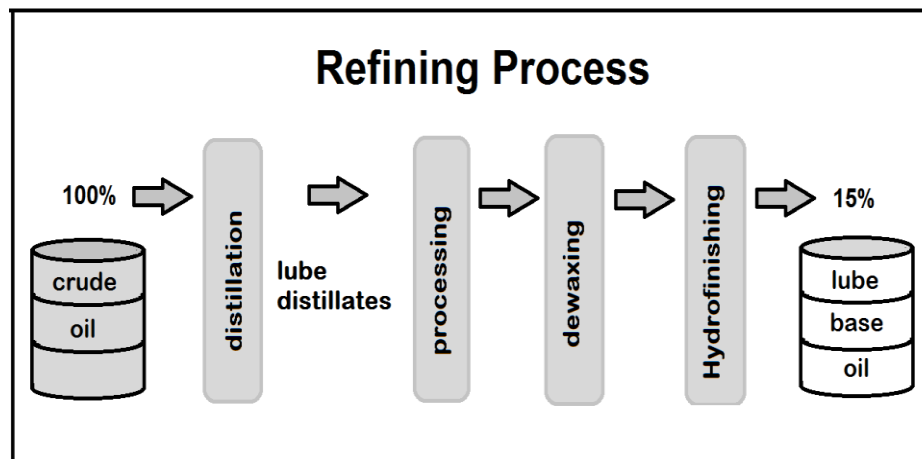 Refining Process
100%
crude
oil
distillation
lube
distillates
processing
dewaxing
Hydrofinishing
15%
lube
base
oil